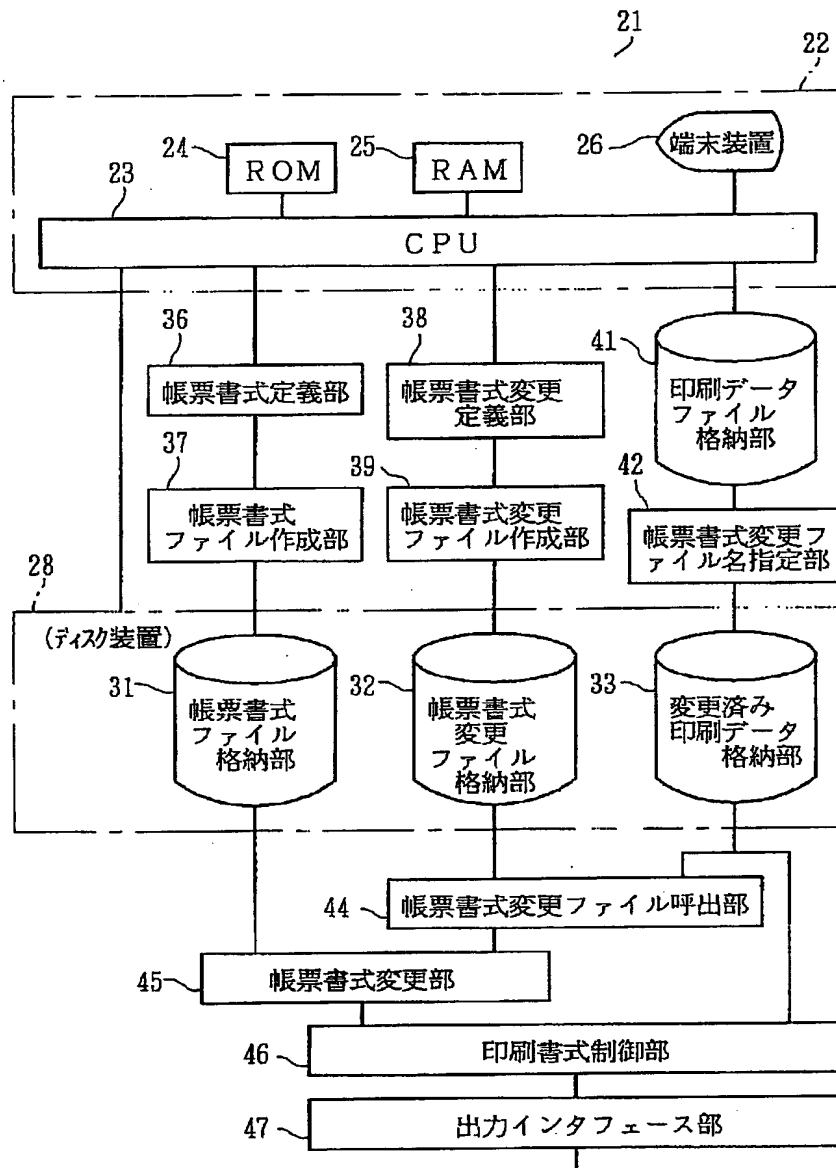 21
22
24
ROM
25
RAM
26
端末装置
23
CPU
36
帳票書式定義部
38
帳票書式変更
定義部
41
印刷データ
ファイル
格納部
37
帳票書式
ファイル作成部
39
帳票書式変更
ファイル作成部
42
帳票書式変更フ
ァイル名指定部
28
(ディスク装置)
31
帳票書式
ファイル
格納部
32
帳票書式
変更
ファイル
格納部
33
変更済み
印刷データ
格納部
44
帳票書式変更ファイル呼出部
45
帳票書式変更部
46
印刷書式制御部
47
出力インタフェース部